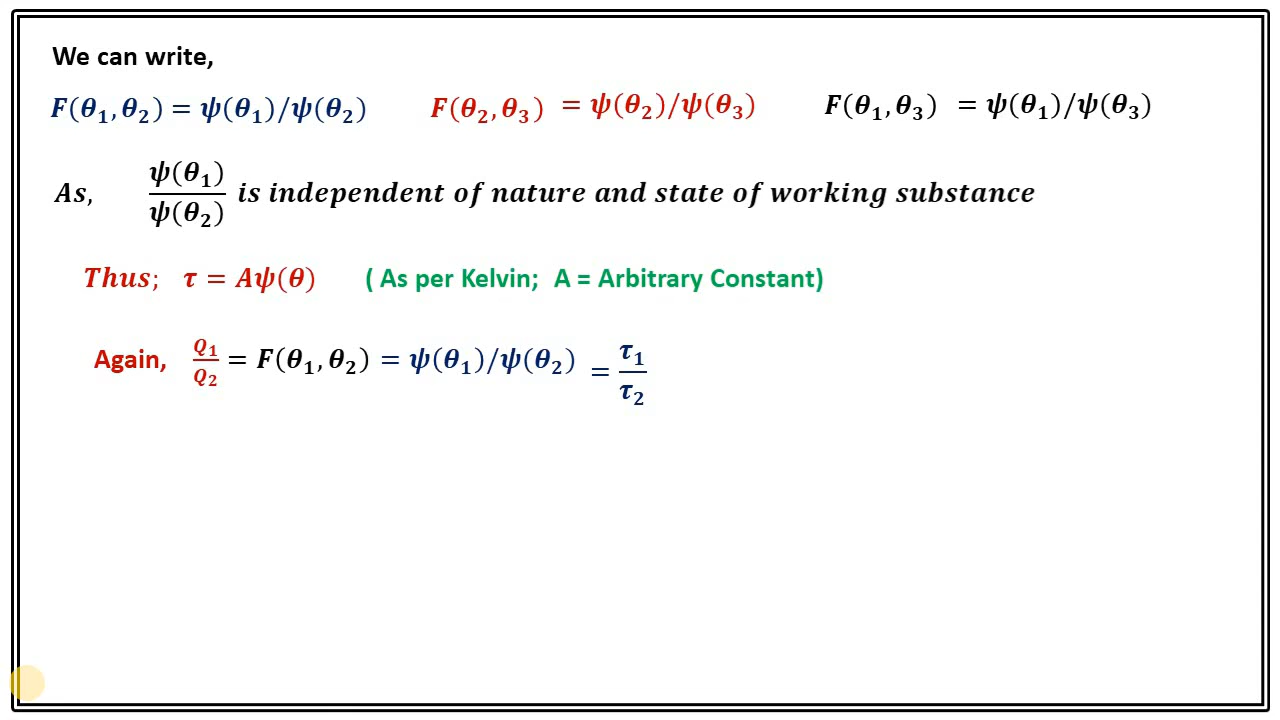 We can write,
F(θ₁, θ₂) = ψ(θ₁)/ψ(θ₂) F(θ₂, θ₃) = ψ(θ₂)/ψ(θ₃) F(θ₁, θ₃) = ψ(θ₁)/ψ(θ₃)
As, ψ(θ₁)/ψ(θ₂) is independent of nature and state of working substance
Thus; τ = Aψ(θ) ( As per Kelvin; A = Arbitrary Constant)
Again, Q₁/Q₂ = F(θ₁, θ₂) = ψ(θ₁)/ψ(θ₂) = τ₁/τ₂